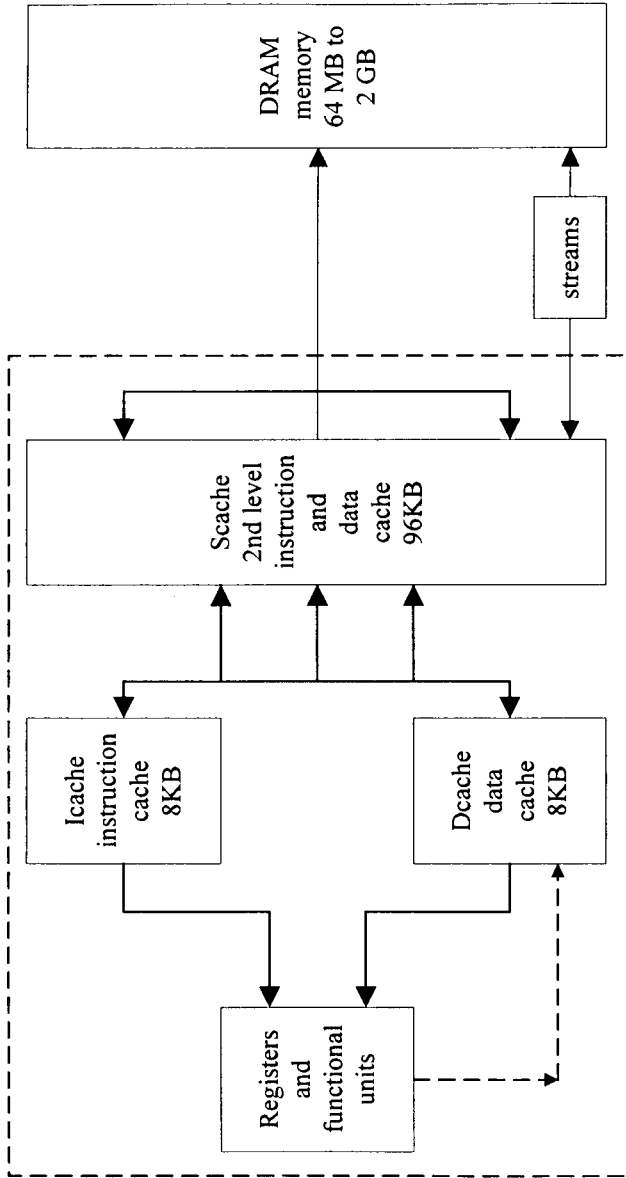 Registers
and
functional
units
Icache
instruction
cache
8KB
Dcache
data
cache
8KB
Scache
2nd level
instruction
and
data
cache
96KB
streams
DRAM
memory
64 MB to
2 GB